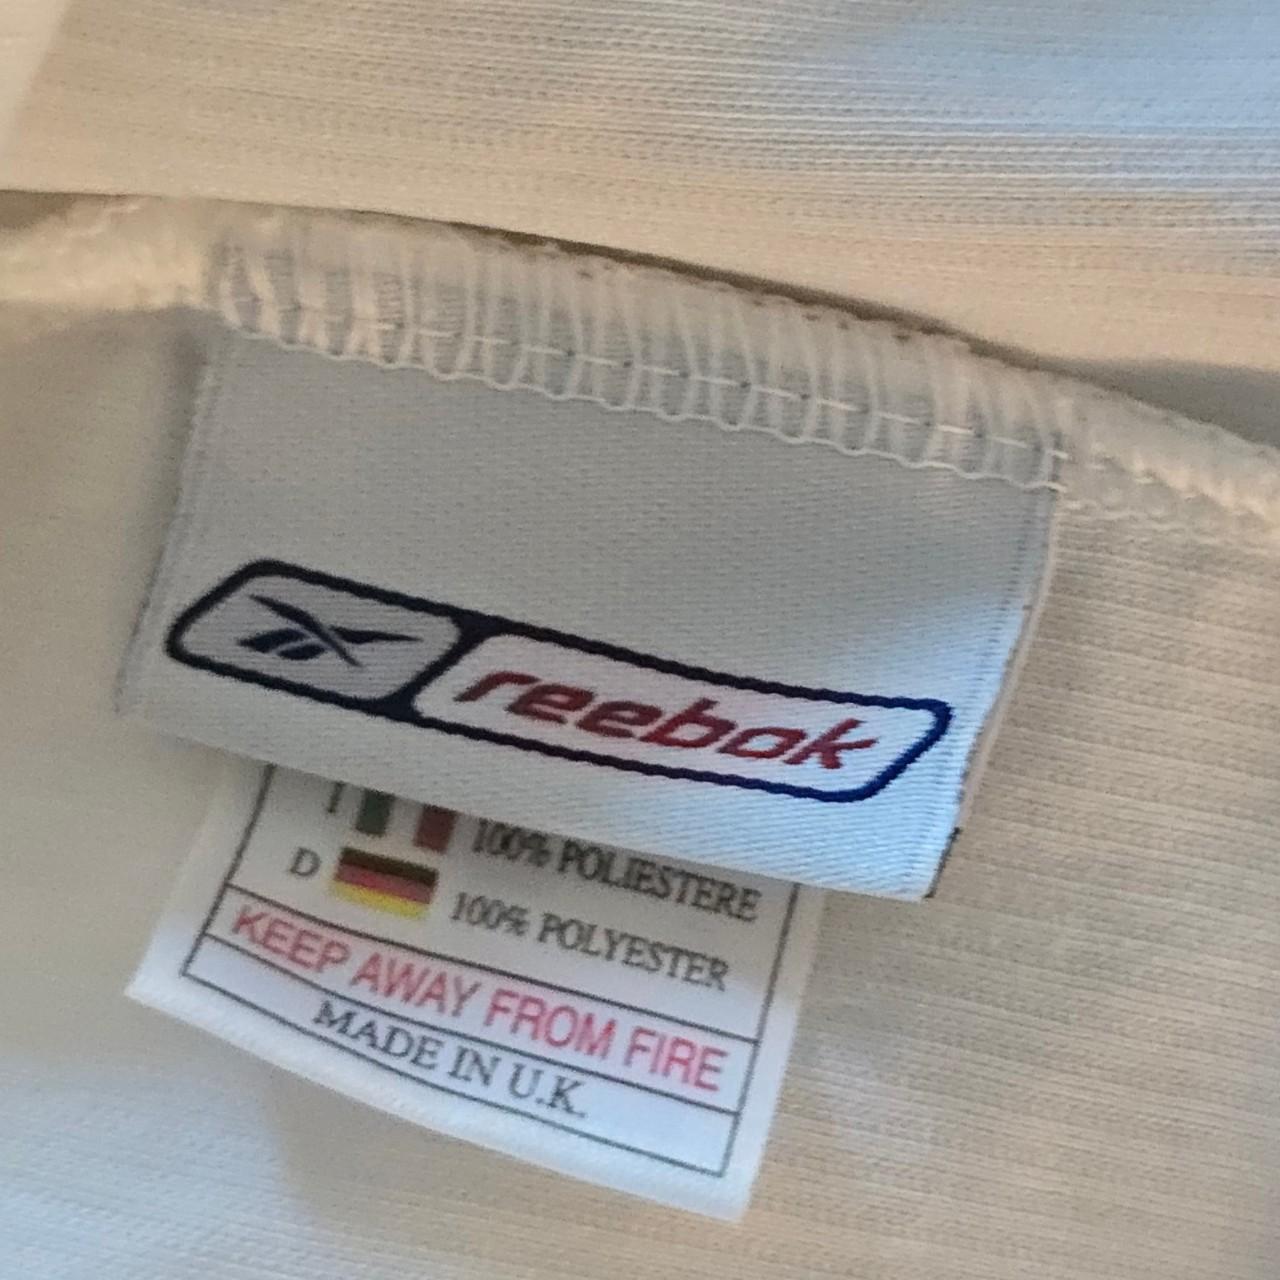 reebok
I 100% POLIESTERE
D 100% POLYESTER
KEEP AWAY FROM FIRE
MADE IN U.K.